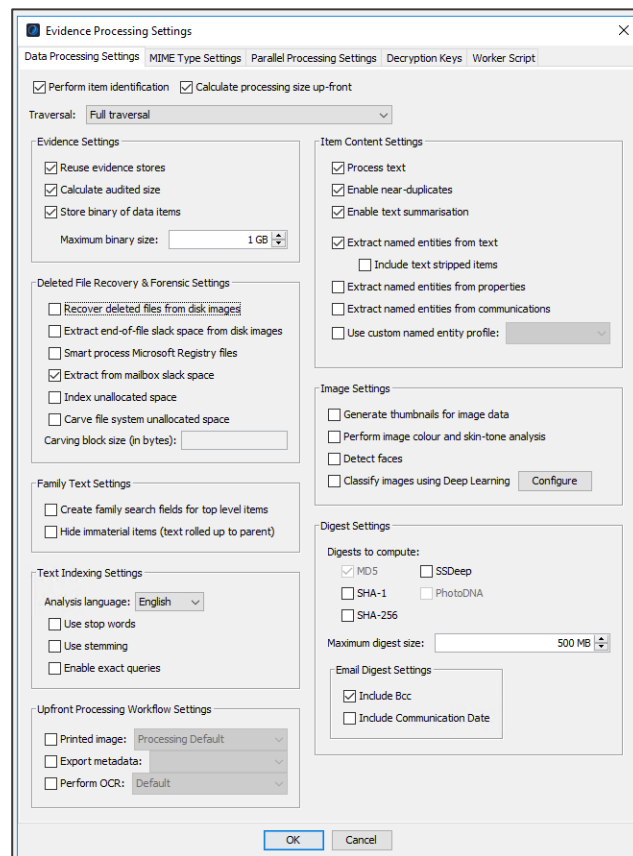 Evidence Processing Settings
Data Processing Settings MIME Type Settings Parallel Processing Settings Decryption Keys Worker Script
Perform item identification Calculate processing size up-front
Traversal: Full traversal
Evidence Settings
Reuse evidence stores
Calculate audited size
Store binary of data items
Maximum binary size: 1 GB
Deleted File Recovery & Forensic Settings
Recover deleted files from disk images
Extract end-of-file slack space from disk images
Smart process Microsoft Registry files
Extract from mailbox slack space
Index unallocated space
Carve file system unallocated space
Carving block size (in bytes):
Family Text Settings
Create family search fields for top level items
Hide immaterial items (text rolled up to parent)
Text Indexing Settings
Analysis language: English
Use stop words
Use stemming
Enable exact queries
Upfront Processing Workflow Settings
Printed image: Processing Default
Export metadata:
Perform OCR: Default
Item Content Settings
Process text
Enable near-duplicates
Enable text summarisation
Extract named entities from text
Include text stripped items
Extract named entities from properties
Extract named entities from communications
Use custom named entity profile:
Image Settings
Generate thumbnails for image data
Perform image colour and skin-tone analysis
Detect faces
Classify images using Deep Learning Configure
Digest Settings
Digests to compute:
MD5 SSDeep
SHA-1 PhotoDNA
SHA-256
Maximum digest size: 500 MB
Email Digest Settings
Include Bcc
Include Communication Date
OK Cancel